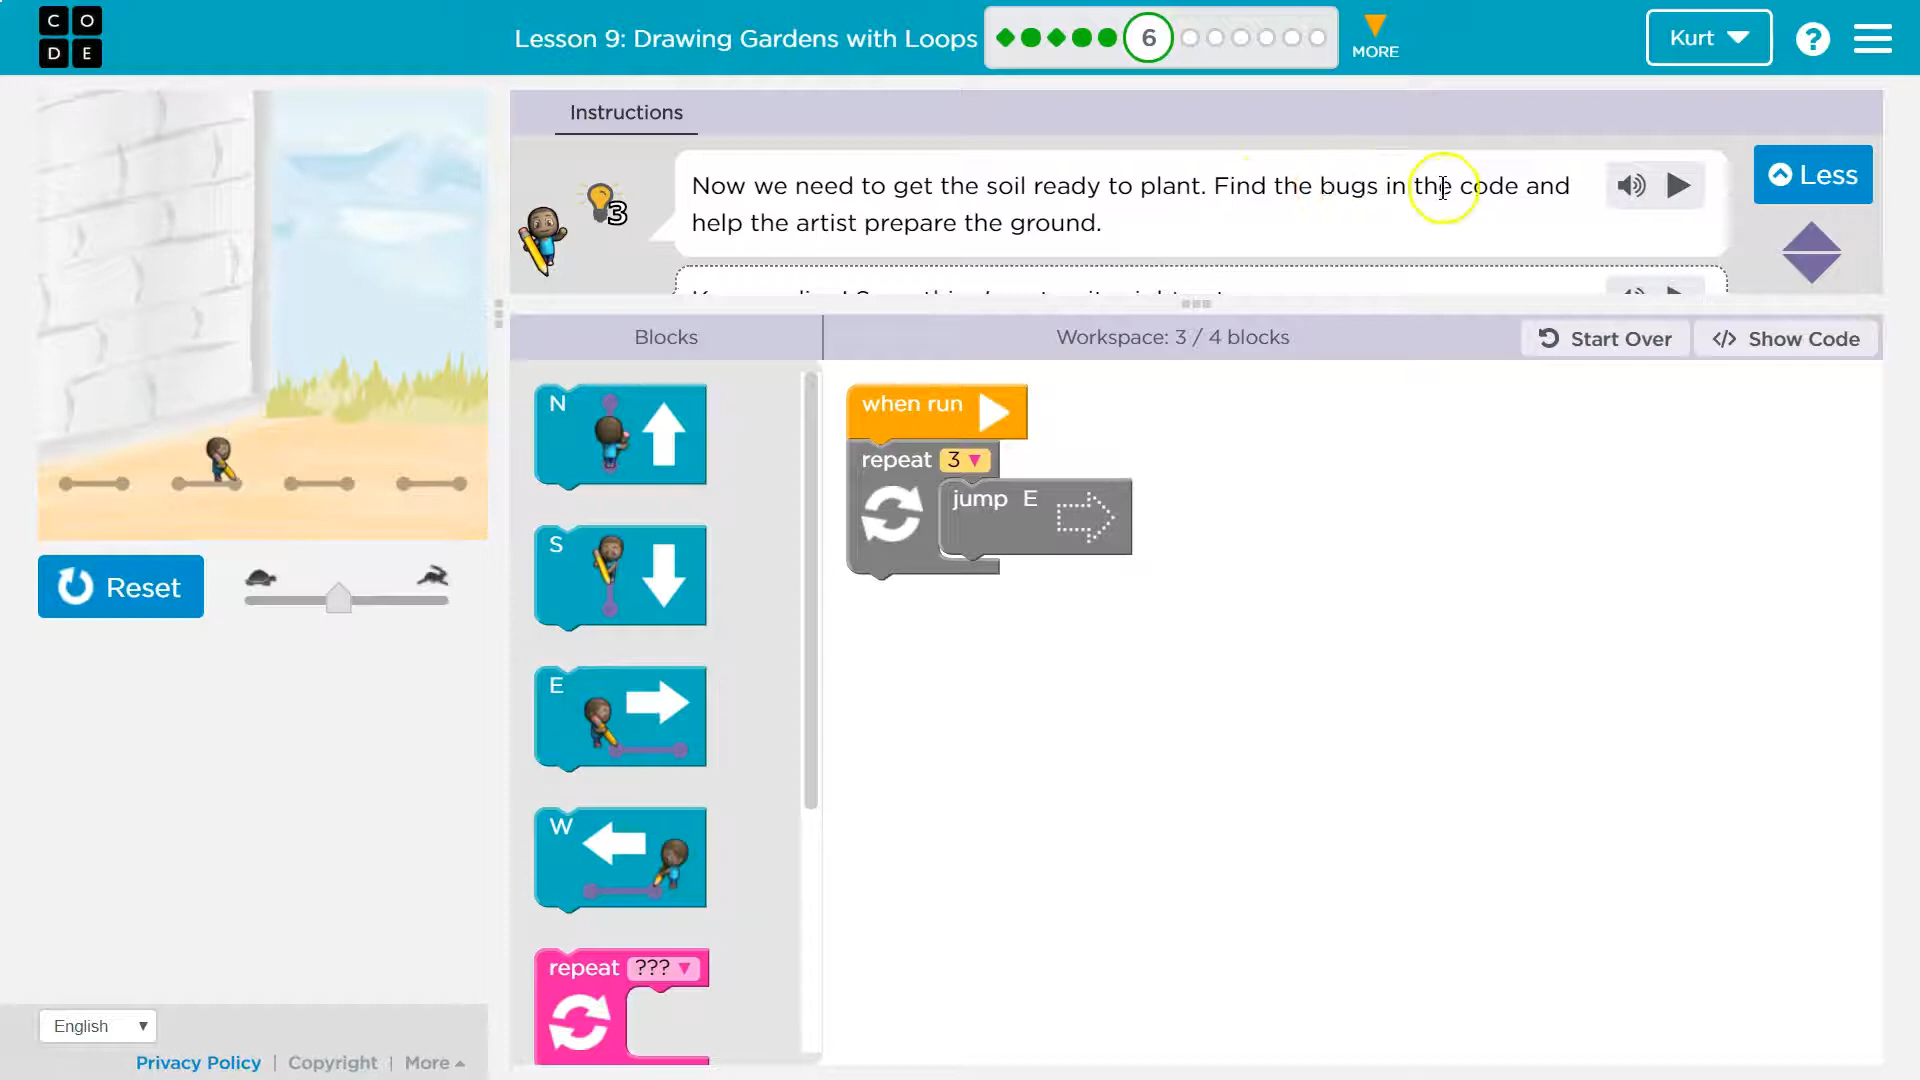 CODE
Lesson 9: Drawing Gardens with Loops
6
MORE
Kurt
?
Instructions
3
Now we need to get the soil ready to plant. Find the bugs in the code and
help the artist prepare the ground.
Less
Blocks
Workspace: 3 / 4 blocks
Start Over
</> Show Code
N
when run
repeat 3
jump E
S
Reset
E
W
repeat ???
English
Privacy Policy | Copyright | More